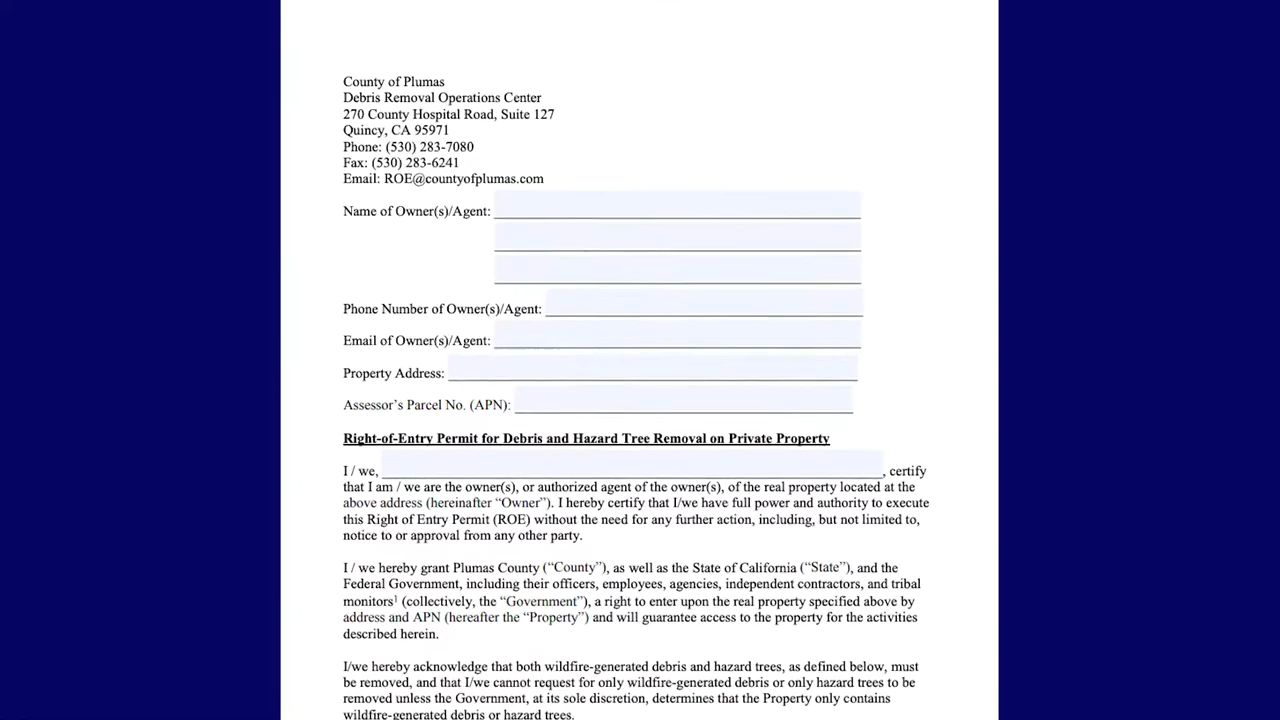 County of Plumas
Debris Removal Operations Center
270 County Hospital Road, Suite 127
Quincy, CA 95971
Phone: (530) 283-7080
Fax: (530) 283-6241
Email: ROE@countyofplumas.com
Name of Owner(s)/Agent:
Phone Number of Owner(s)/Agent:
Email of Owner(s)/Agent:
Property Address:
Assessor's Parcel No. (APN):
Right-of-Entry Permit for Debris and Hazard Tree Removal on Private Property
I / we, , certify
that I am / we are the owner(s), or authorized agent of the owner(s), of the real property located at the
above address (hereinafter “Owner”). I hereby certify that I/we have full power and authority to execute
this Right of Entry Permit (ROE) without the need for any further action, including, but not limited to,
notice to or approval from any other party.
I / we hereby grant Plumas County (“County”), as well as the State of California (“State”), and the
Federal Government, including their officers, employees, agencies, independent contractors, and tribal
monitors¹ (collectively, the “Government”), a right to enter upon the real property specified above by
address and APN (hereafter the “Property”) and will guarantee access to the property for the activities
described herein.
I/we hereby acknowledge that both wildfire-generated debris and hazard trees, as defined below, must
be removed, and that I/we cannot request for only wildfire-generated debris or only hazard trees to be
removed unless the Government, at its sole discretion, determines that the Property only contains
wildfire-generated debris or hazard trees.